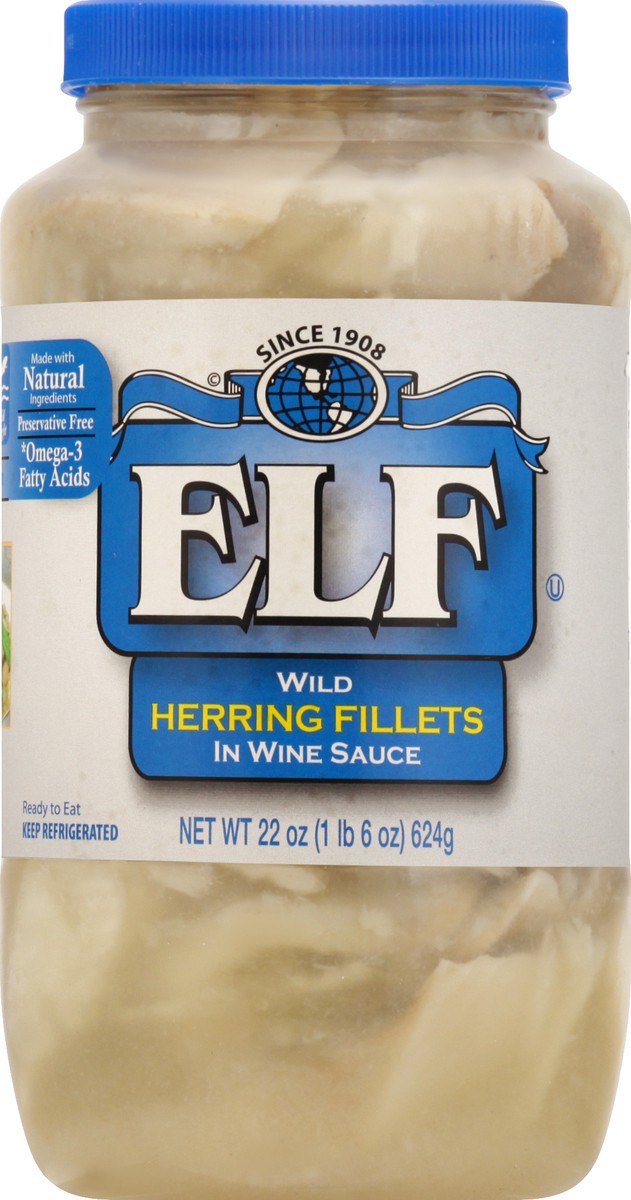 SINCE 1908
©
Made with
Natural
Ingredients
Preservative Free
*Omega-3
Fatty Acids
ELF
U
WILD
HERRING FILLETS
IN WINE SAUCE
Ready to Eat
KEEP REFRIGERATED
NET WT 22 oz (1 lb 6 oz) 624g